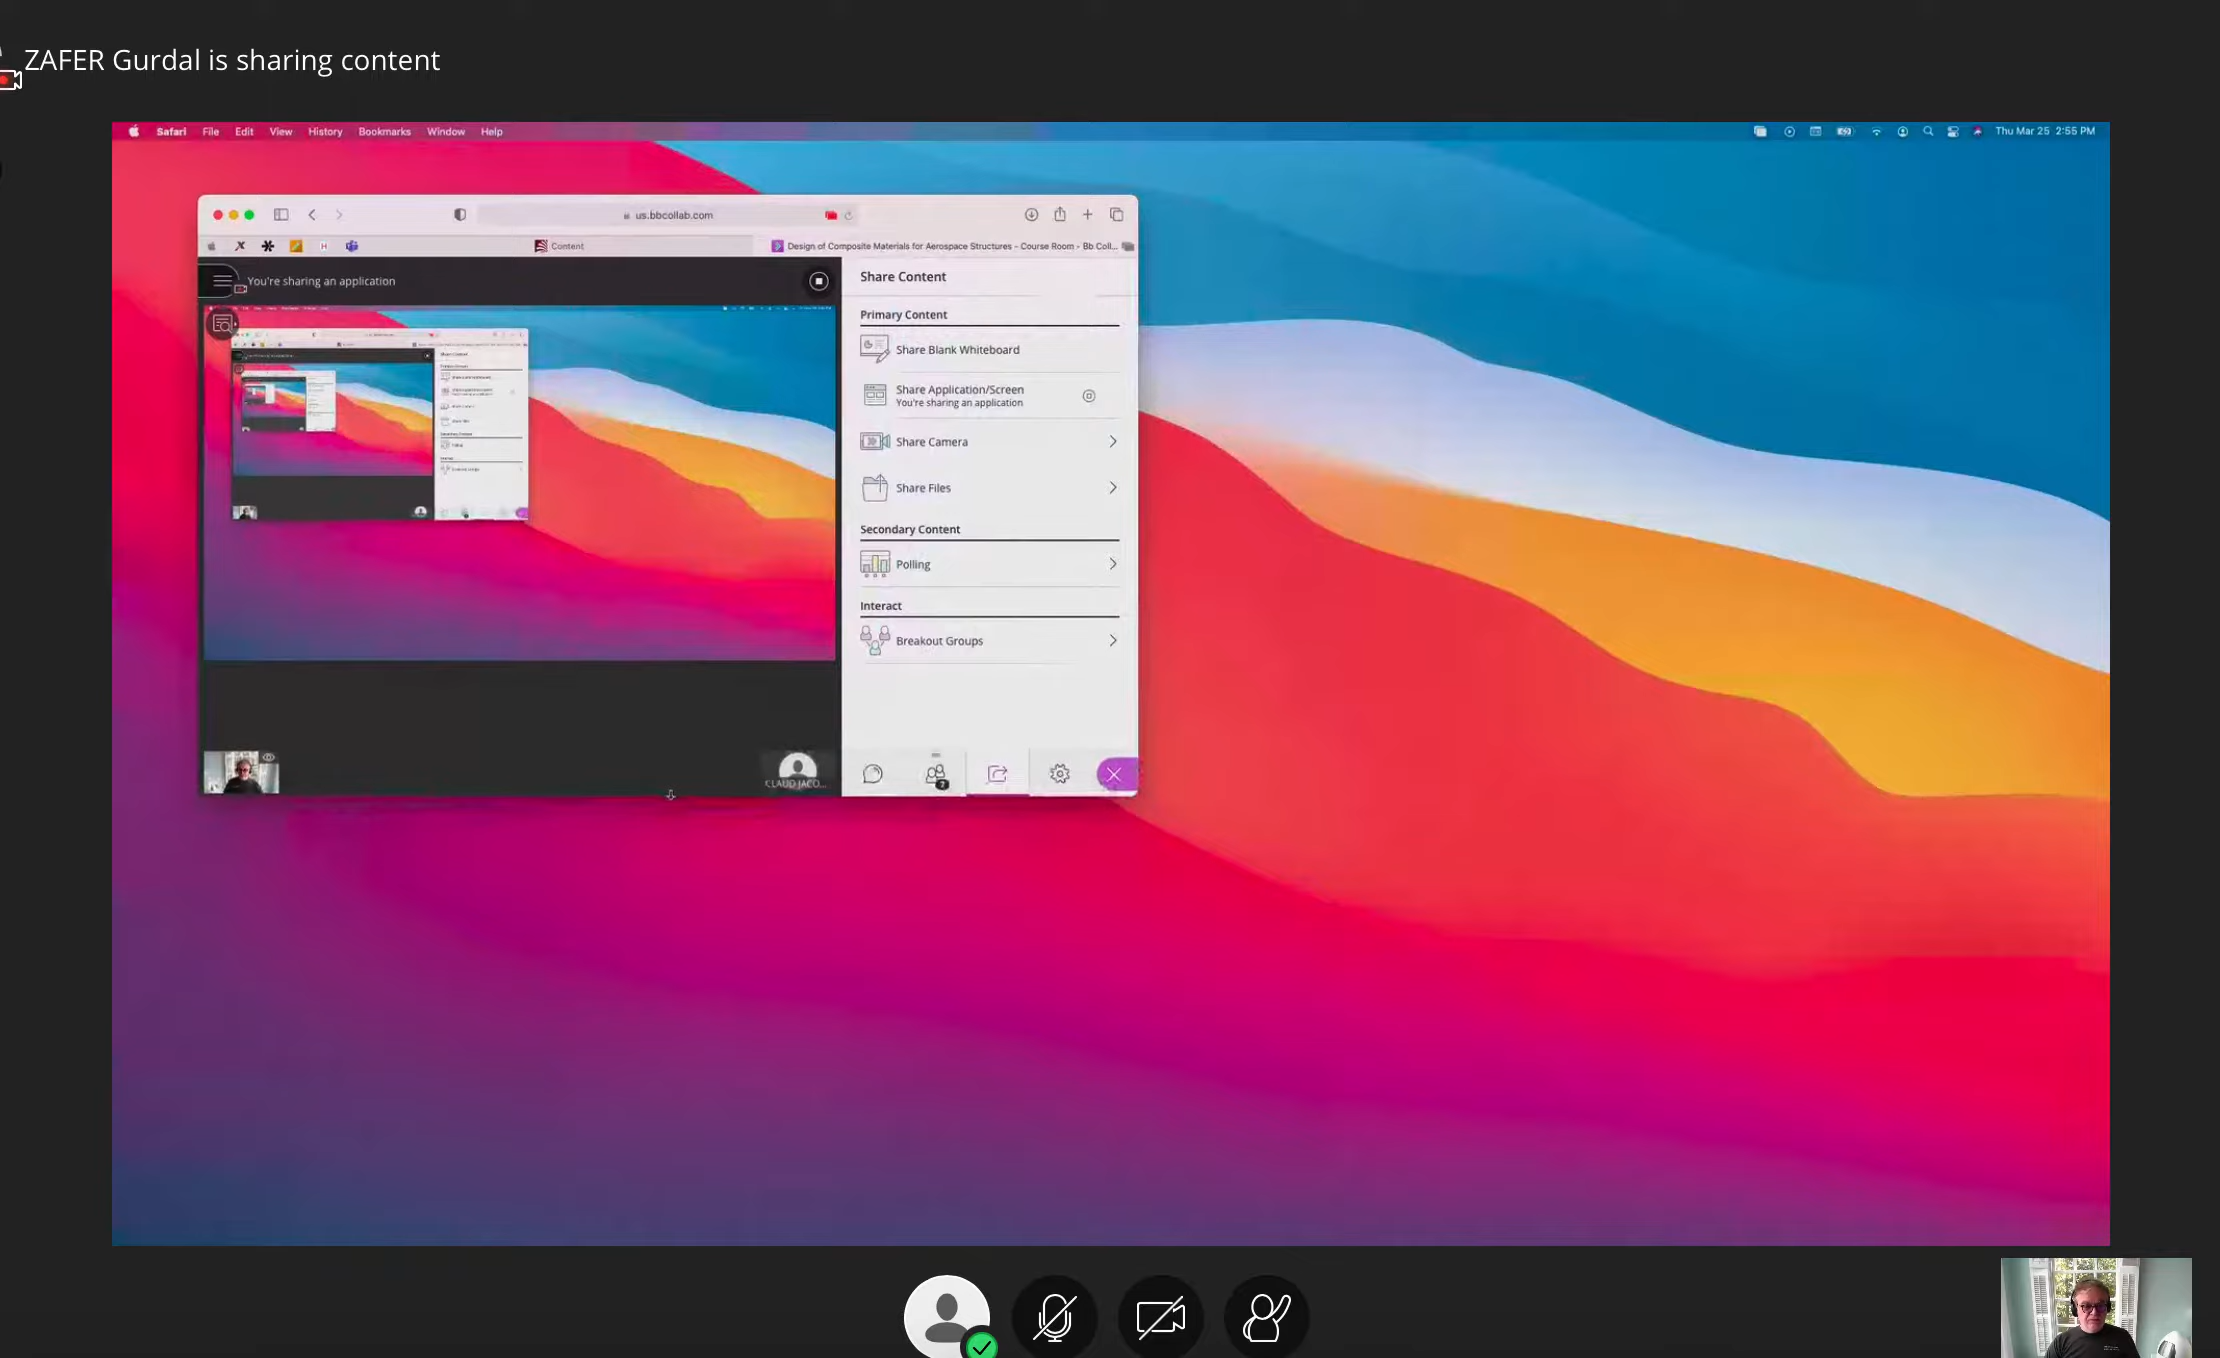 ZAFER Gurdal is sharing content
Safari File Edit View History Bookmarks Window Help
Thu Mar 25 2:55 PM
us.bbcollab.com
Content
Design of Composite Materials for Aerospace Structures - Course Room - Bb Coll...
You're sharing an application
Share Content
Primary Content
Share Blank Whiteboard
Share Application/Screen
You're sharing an application
Share Camera
Share Files
Secondary Content
Polling
Interact
Breakout Groups
CLAUD JACO...
2